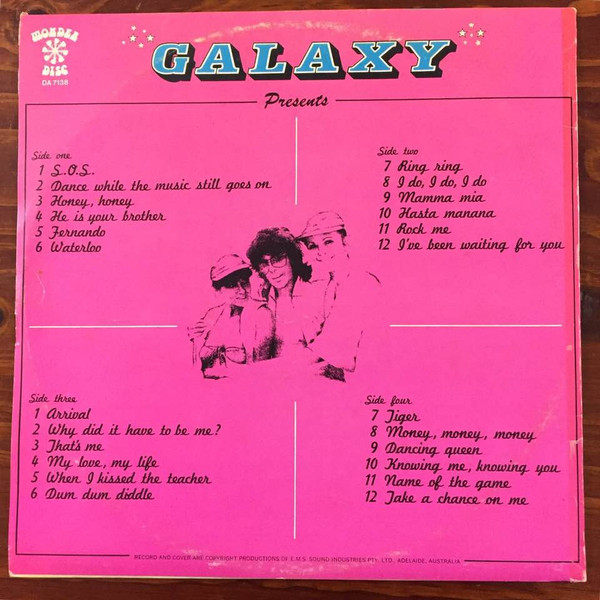 WONDER
DISC
DA 7138
GALAXY
Presents
Side one
1 S.O.S.
2 Dance while the music still goes on
3 Honey, honey
4 He is your brother
5 Fernando
6 Waterloo
Side two
7 Ring ring
8 I do, I do, I do
9 Mamma mia
10 Hasta manana
11 Rock me
12 I've been waiting for you
Side three
1 Arrival
2 Why did it have to be me?
3 That's me
4 My love, my life
5 When I kissed the teacher
6 Dum dum diddle
Side four
7 Tiger
8 Money, money, money
9 Dancing queen
10 Knowing me, knowing you
11 Name of the game
12 Take a chance on me
RECORD AND COVER ARE COPYRIGHT PRODUCTIONS OF E.M.S. SOUND INDUSTRIES PTY. LTD., ADELAIDE, AUSTRALIA